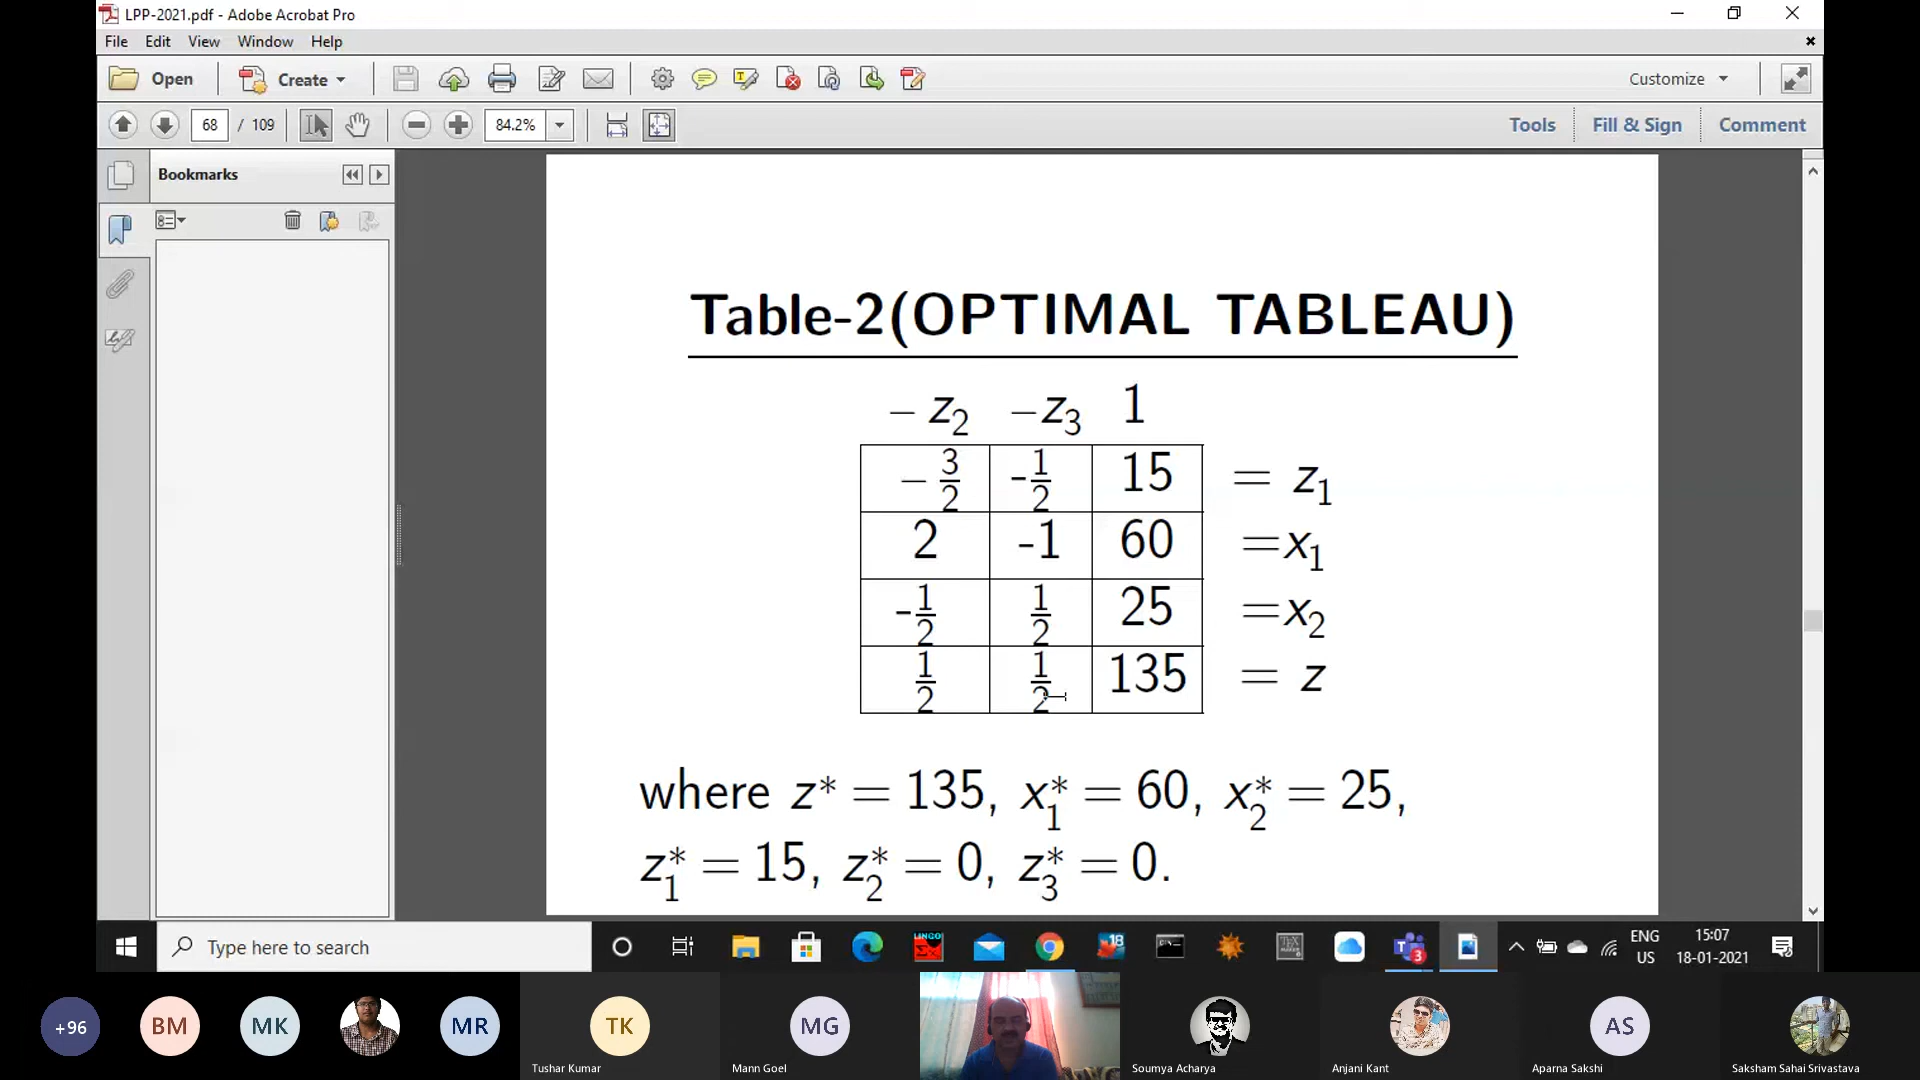 LPP-2021.pdf - Adobe Acrobat Pro
File Edit View Window Help
Open Create Customize
68 / 109 84.2% Tools Fill & Sign Comment
Bookmarks
Table-2(OPTIMAL TABLEAU)
− z₂ −z₃ 1
− 3/2 -1/2 15 = z₁
2 -1 60 =x₁
-1/2 1/2 25 =x₂
1/2 1/2 135 = z
where z* = 135, x₁* = 60, x₂* = 25,
z₁* = 15, z₂* = 0, z₃* = 0.
Type here to search
LINGO
18
3
ENG
US
15:07
18-01-2021
+96 BM MK MR TK MG AS
Tushar Kumar Mann Goel Soumya Acharya Anjani Kant Aparna Sakshi Saksham Sahai Srivastava